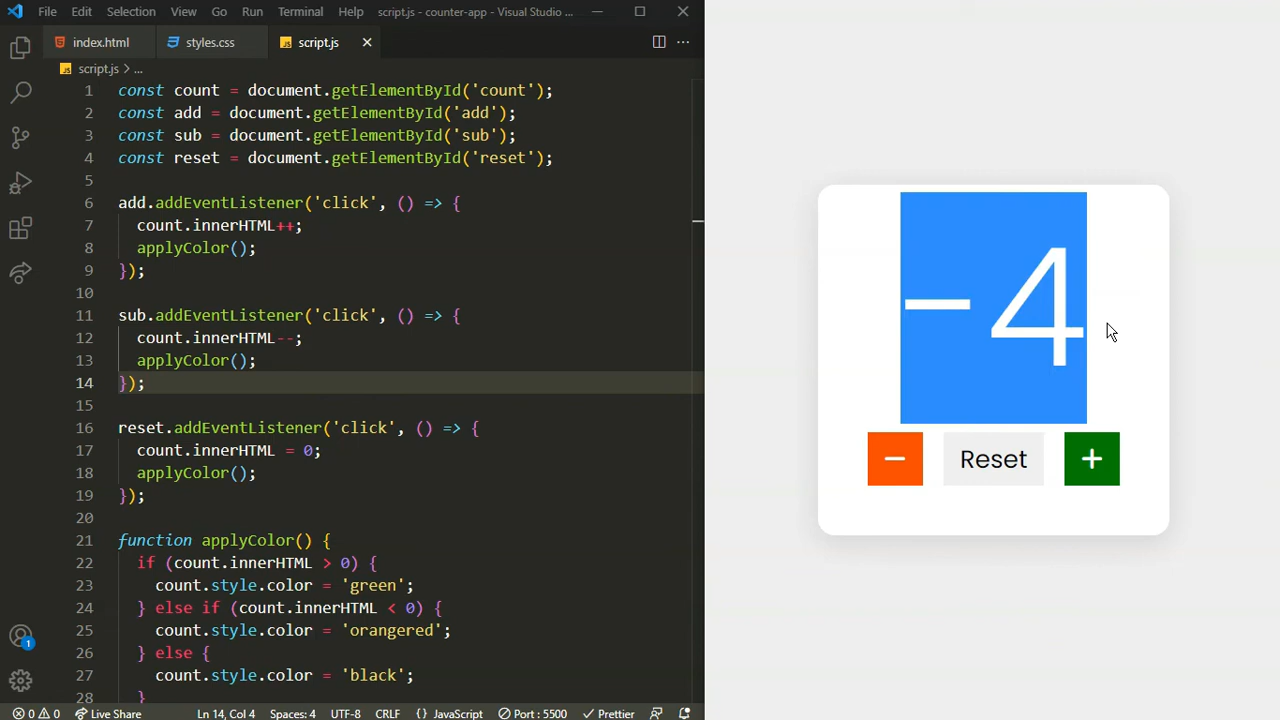 File Edit Selection View Go Run Terminal Help script.js - counter-app - Visual Studio ...
index.html styles.css JS script.js
JS script.js > ...
1 const count = document.getElementById('count');
2 const add = document.getElementById('add');
3 const sub = document.getElementById('sub');
4 const reset = document.getElementById('reset');
5
6 add.addEventListener('click', () => {
7 count.innerHTML++;
8 applyColor();
9 });
10
11 sub.addEventListener('click', () => {
12 count.innerHTML--;
13 applyColor();
14 });
15
16 reset.addEventListener('click', () => {
17 count.innerHTML = 0;
18 applyColor();
19 });
20
21 function applyColor() {
22 if (count.innerHTML > 0) {
23 count.style.color = 'green';
24 } else if (count.innerHTML < 0) {
25 count.style.color = 'orangered';
26 } else {
27 count.style.color = 'black';
28 }
1
0 0 Live Share Ln 14, Col 4 Spaces: 4 UTF-8 CRLF {} JavaScript Port : 5500 Prettier
-4
− Reset +